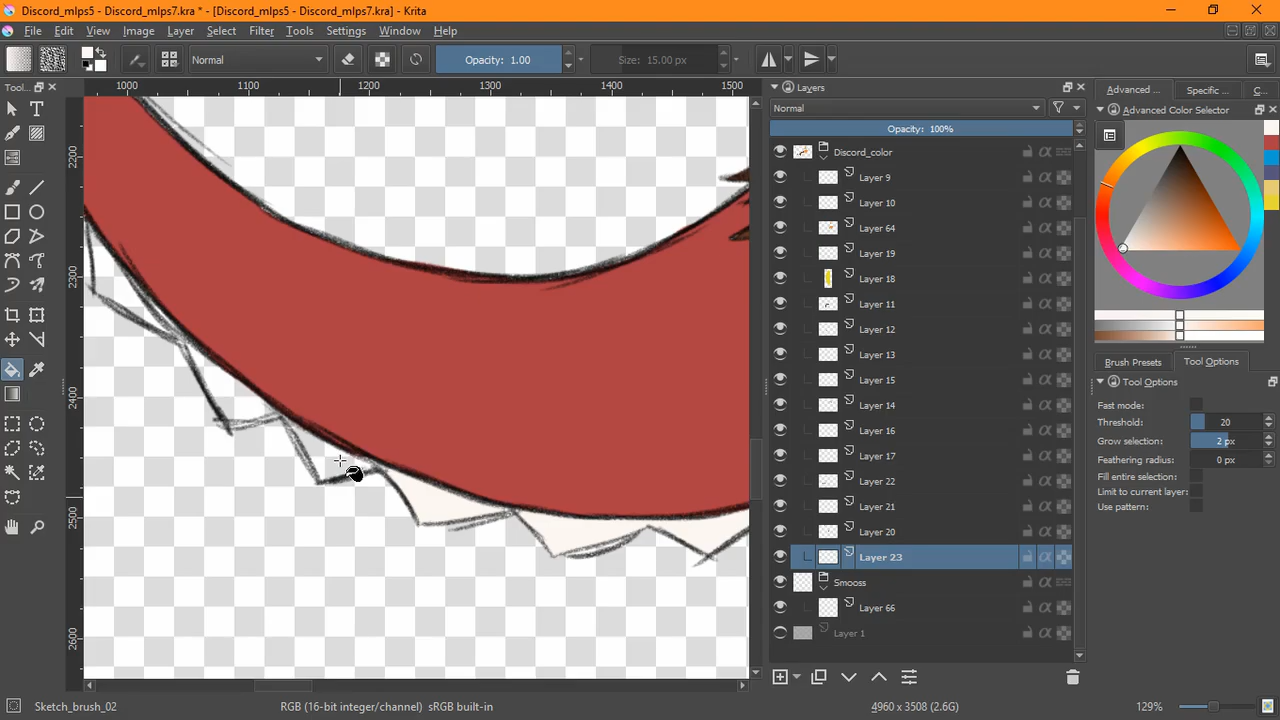 Discord_mlps5 - Discord_mlps7.kra * - [Discord_mlps5 - Discord_mlps7.kra] - Krita
File Edit View Image Layer Select Filter Tools Settings Window Help
Normal Opacity: 1.00 Size: 15.00 px
Tool...
1000 1100 1200 1300 1400 1500
2200
2300
2400
2500
2600
Layers
Normal
Opacity: 100%
Discord_color
Layer 9
Layer 10
Layer 64
Layer 19
Layer 18
Layer 11
Layer 12
Layer 13
Layer 15
Layer 14
Layer 16
Layer 17
Layer 22
Layer 21
Layer 20
Layer 23
Smooss
Layer 66
Layer 1
Advanced ... Specific ... C...
Advanced Color Selector
Brush Presets Tool Options
Tool Options
Fast mode:
Threshold: 20
Grow selection: 2 px
Feathering radius: 0 px
Fill entire selection:
Limit to current layer:
Use pattern:
Sketch_brush_02 RGB (16-bit integer/channel) sRGB built-in 4960 x 3508 (2.6G) 129%